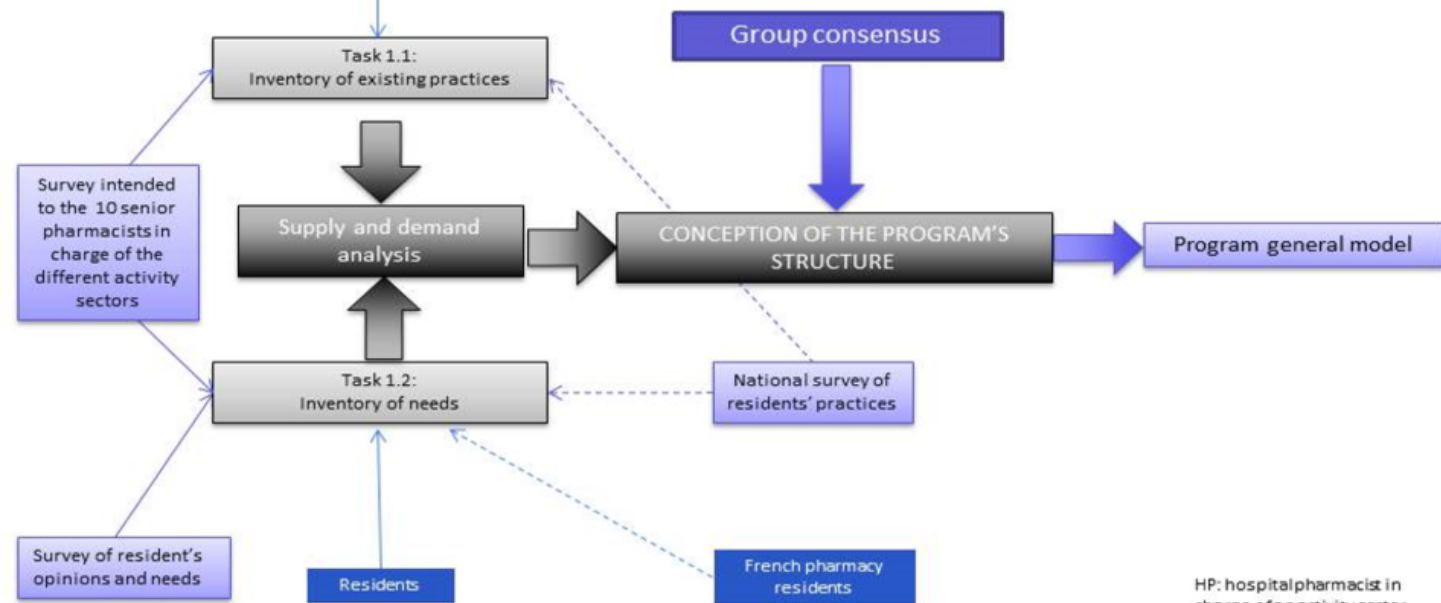 Group consensus
Task 1.1:
Inventory of existing practices
Survey intended
to the 10 senior
pharmacists in
charge of the
different activity
sectors
Supply and demand
analysis
CONCEPTION OF THE PROGRAM'S
STRUCTURE
Program general model
Task 1.2:
Inventory of needs
National survey of
residents' practices
Survey of resident's
opinions and needs
Residents
French pharmacy
residents
HP: hospital pharmacist in